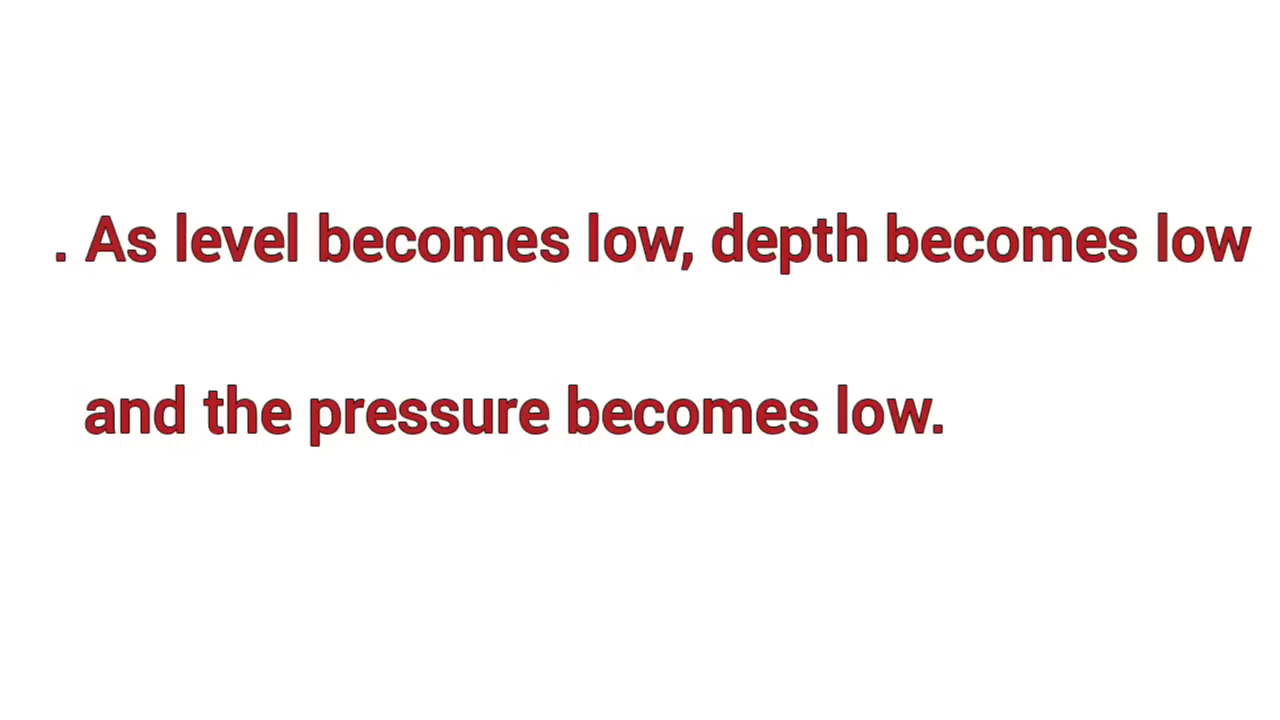 . As level becomes low, depth becomes low
and the pressure becomes low.